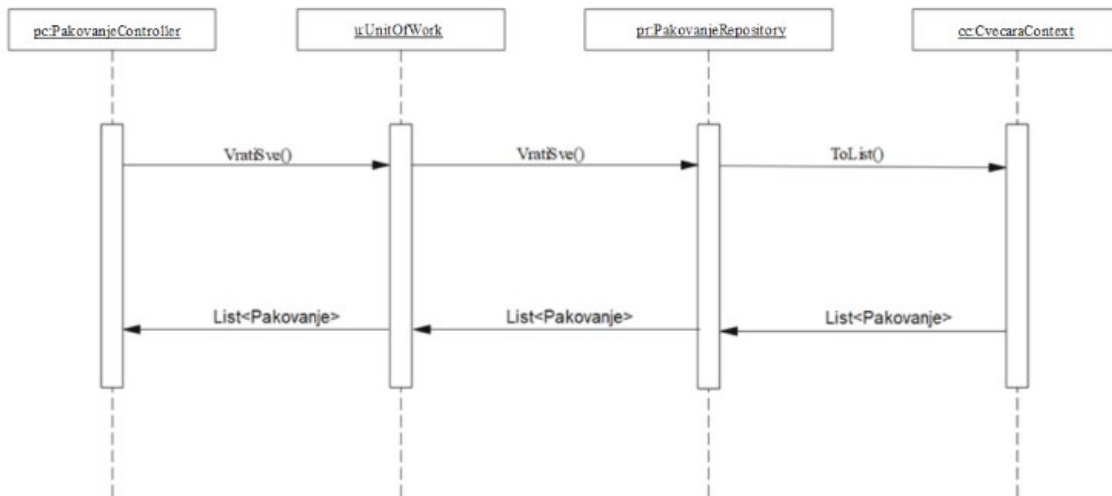 pc:PakovanjeController
u:UnitOfWork
pr:PakovanjeRepository
cc:CvecaraContext
VratiSve()
VratiSve()
ToList()
List<Pakovanje>
List<Pakovanje>
List<Pakovanje>